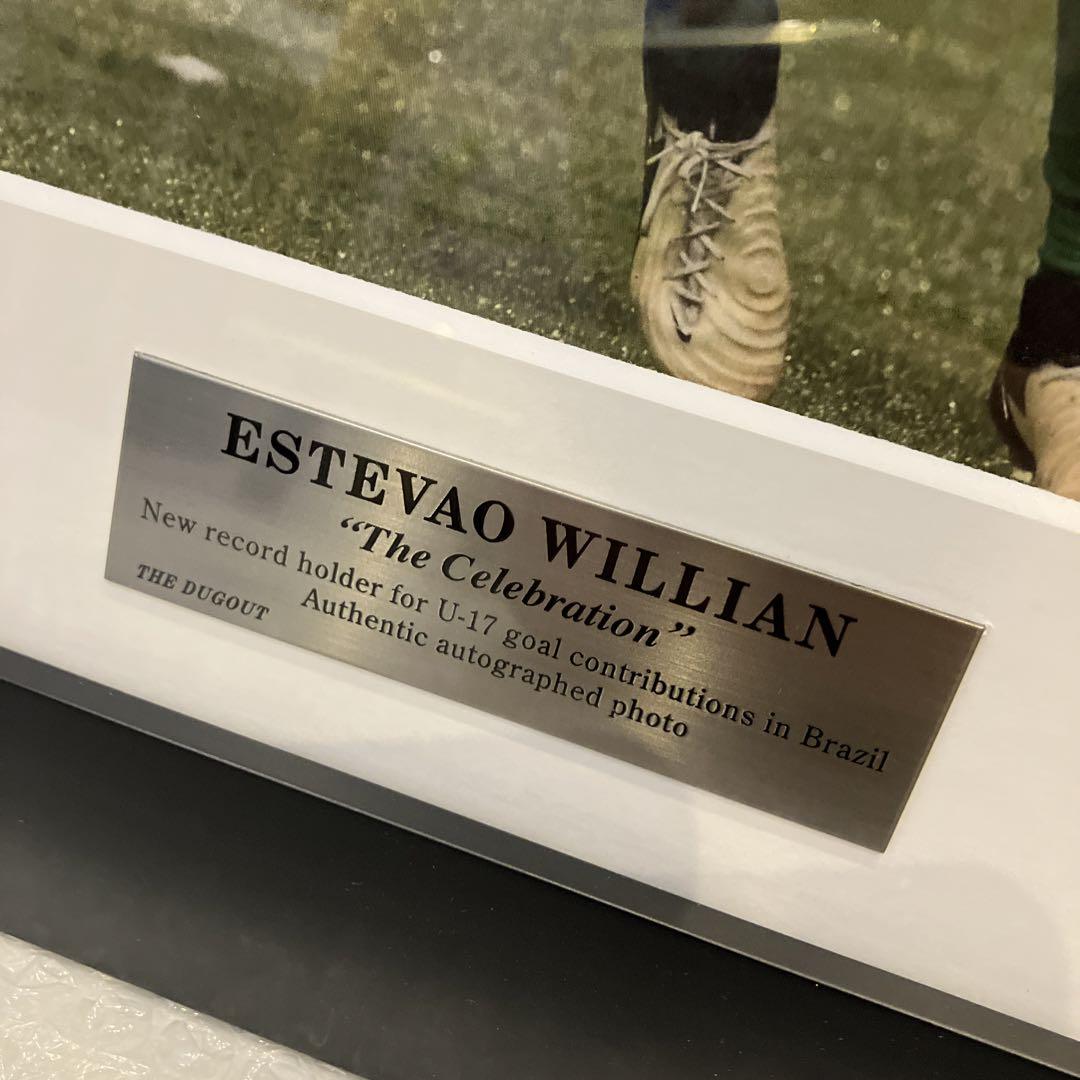 ESTEVAO WILLIAN
“The Celebration”
New record holder for U-17 goal contributions in Brazil
Authentic autographed photo
THE DUGOUT